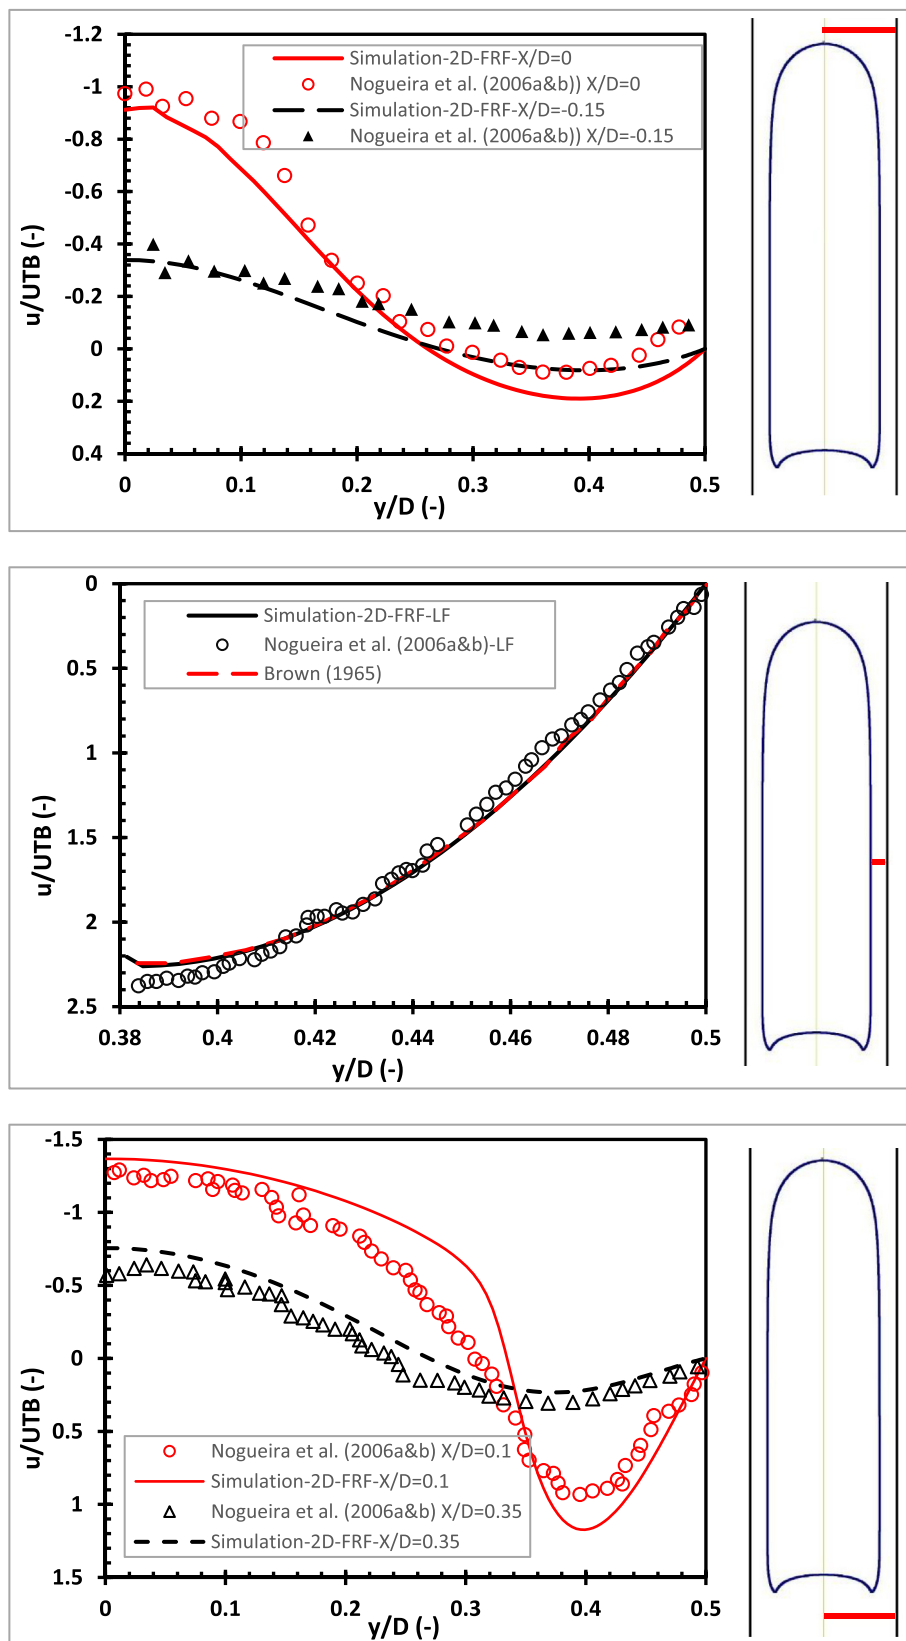 -1.2
-1
-0.8
-0.6
-0.4
-0.2
0
0.2
0.4
u/UTB (-)
Simulation-2D-FRF-X/D=0
Nogueira et al. (2006a&b)) X/D=0
Simulation-2D-FRF-X/D=-0.15
Nogueira et al. (2006a&b)) X/D=-0.15
0 0.1 0.2 0.3 0.4 0.5
y/D (-)
0
0.5
1
1.5
2
2.5
u/UTB (-)
Simulation-2D-FRF-LF
Nogueira et al. (2006a&b)-LF
Brown (1965)
0.38 0.4 0.42 0.44 0.46 0.48 0.5
y/D (-)
-1.5
-1
-0.5
0
0.5
1
1.5
u/UTB (-)
Nogueira et al. (2006a&b) X/D=0.1
Simulation-2D-FRF-X/D=0.1
Nogueira et al. (2006a&b) X/D=0.35
Simulation-2D-FRF-X/D=0.35
0 0.1 0.2 0.3 0.4 0.5
y/D (-)